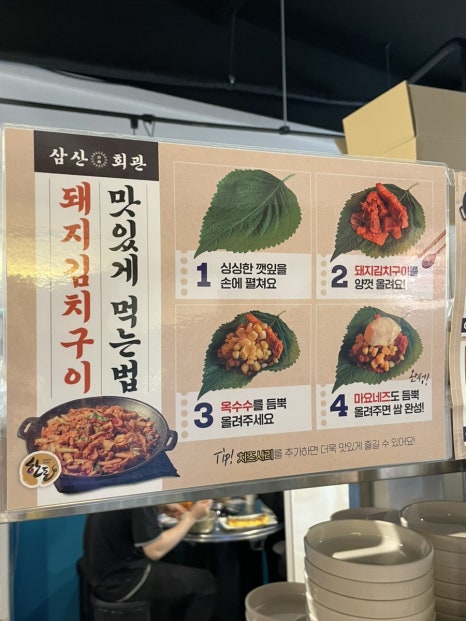 삼산 회관
맛있게 먹는법
돼지김치구이
한돈
1 싱싱한 깻잎을
손에 펼쳐요
2 돼지김치구이를
양껏 올려요!
3 옥수수를 듬뿍
올려주세요
완성!
4 마요네즈도 듬뿍
올려주면 쌈 완성!
Tip! 치즈사리를 추가하면 더욱 맛있게 즐길 수 있어요!